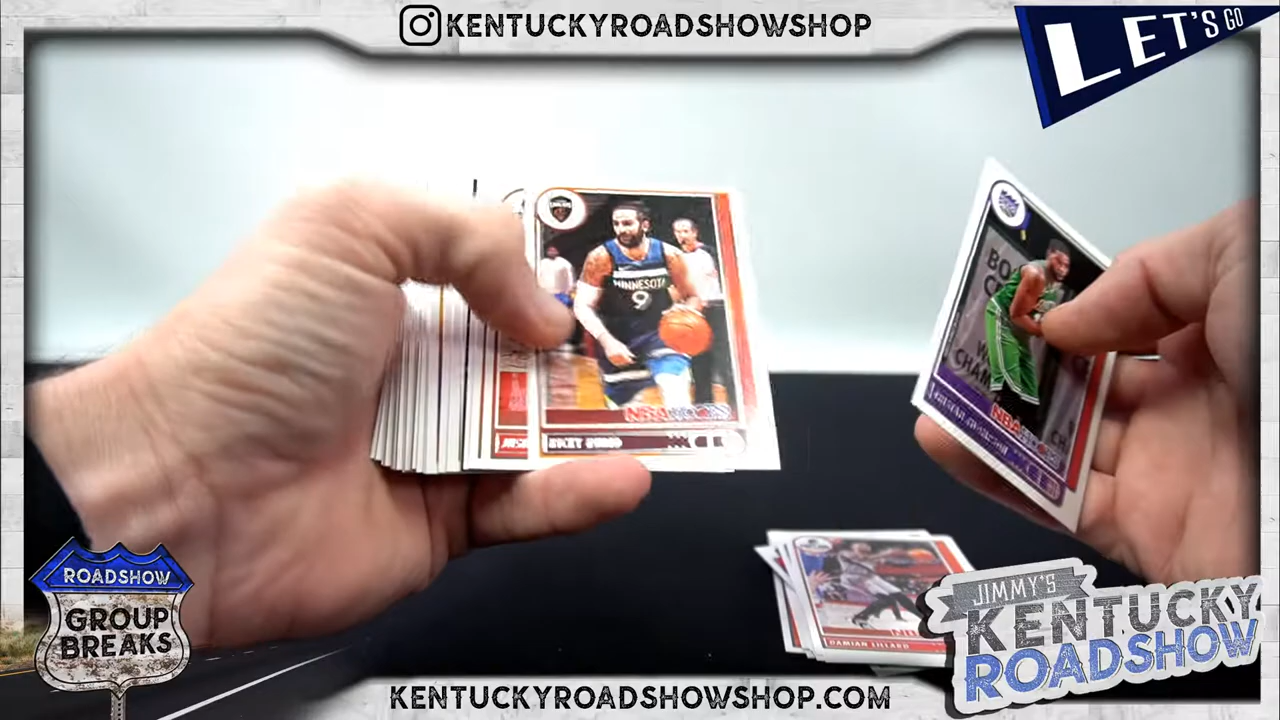 KENTUCKYROADSHOWSHOP
LET'S GO
MINNESOTA
9
NBA HOOPS
RICKY RUBIO
NBA
DAMIAN LILLARD
ROADSHOW
GROUP
BREAKS
JIMMY'S
KENTUCKY
ROADSHOW
KENTUCKYROADSHOWSHOP.COM